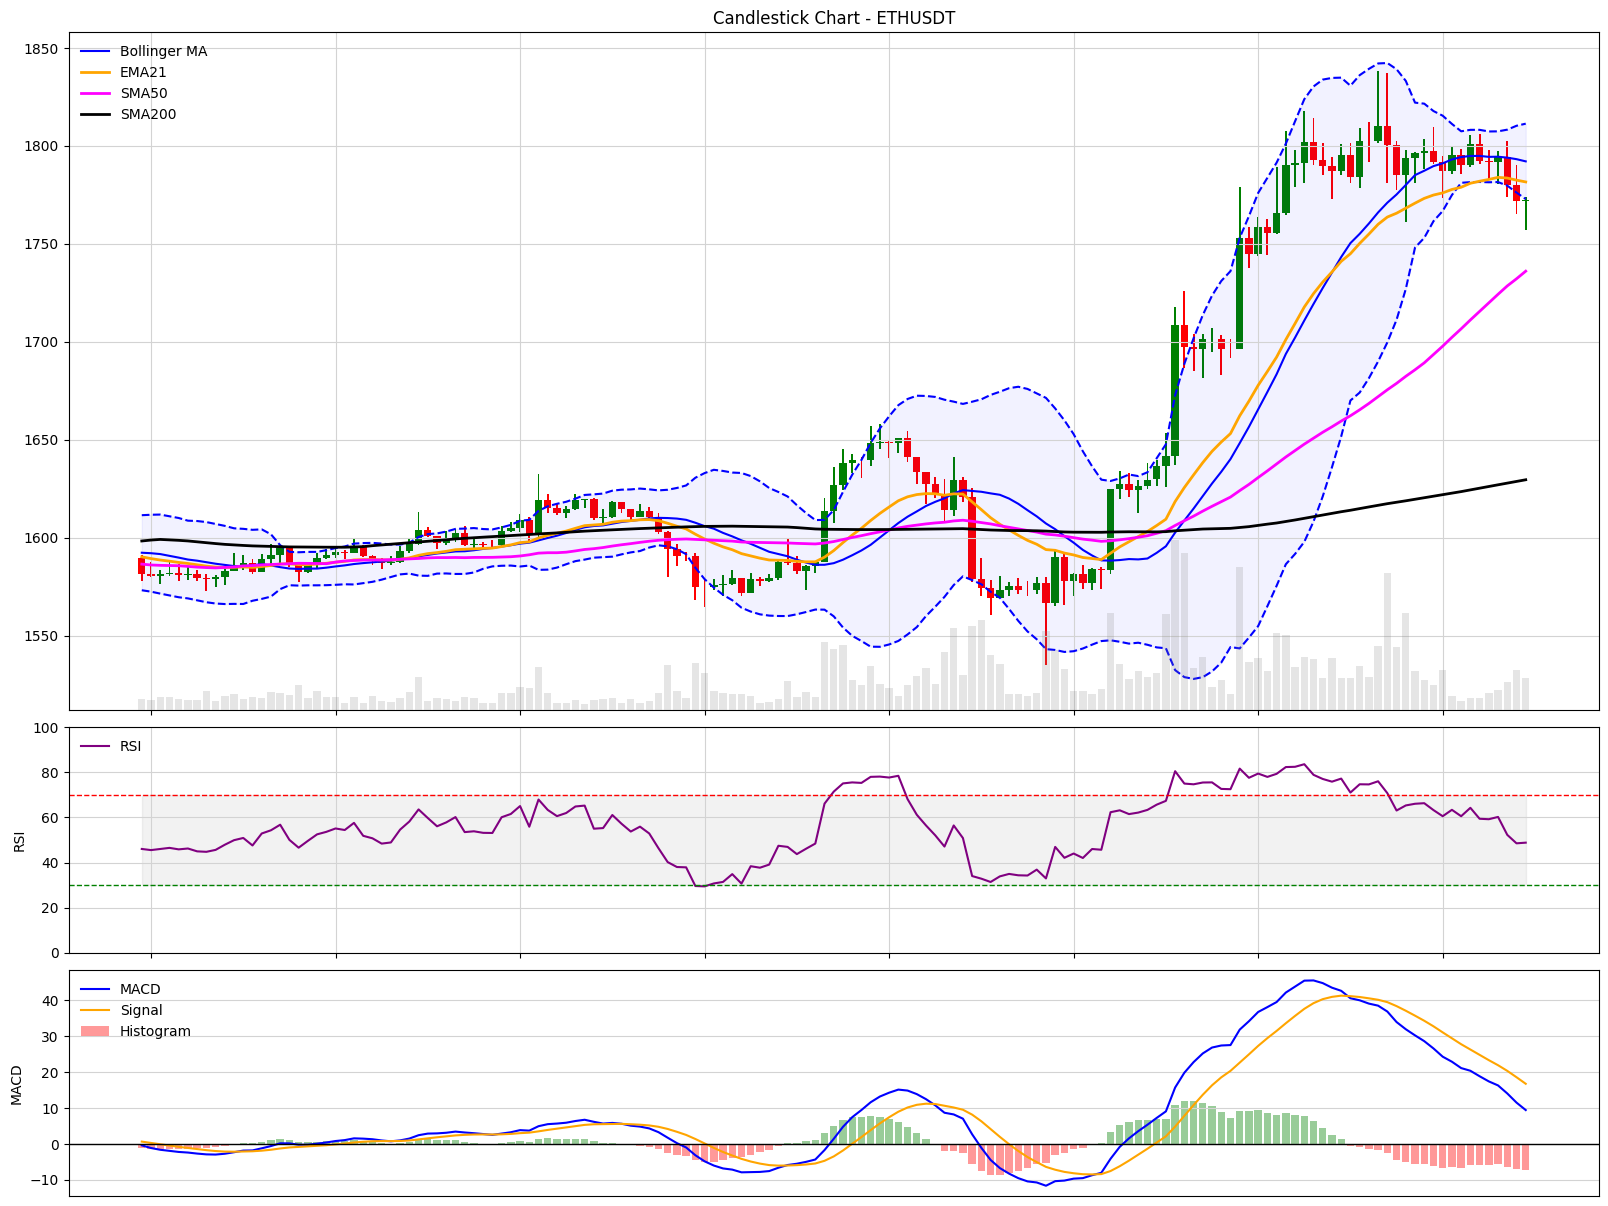 Candlestick Chart - ETHUSDT
Bollinger MA
EMA21
SMA50
SMA200
1850
1800
1750
1700
1650
1600
1550
RSI
100
80
60
40
20
0
RSI
MACD
Signal
Histogram
40
30
20
10
0
−10
MACD